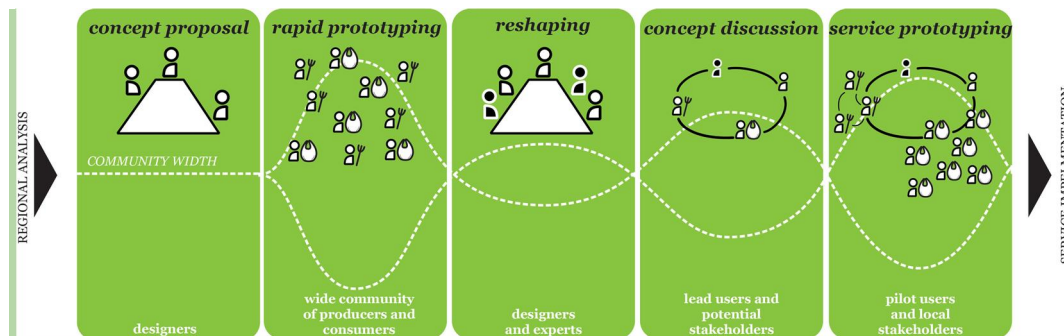 REGIONAL ANALYSIS
concept proposal
COMMUNITY WIDTH
designers
rapid prototyping
wide community
of producers and
consumers
reshaping
designers
and experts
concept discussion
lead users and
potential
stakeholders
service prototyping
pilot users
and local
stakeholders
SERVICE IMPLEMENTATION